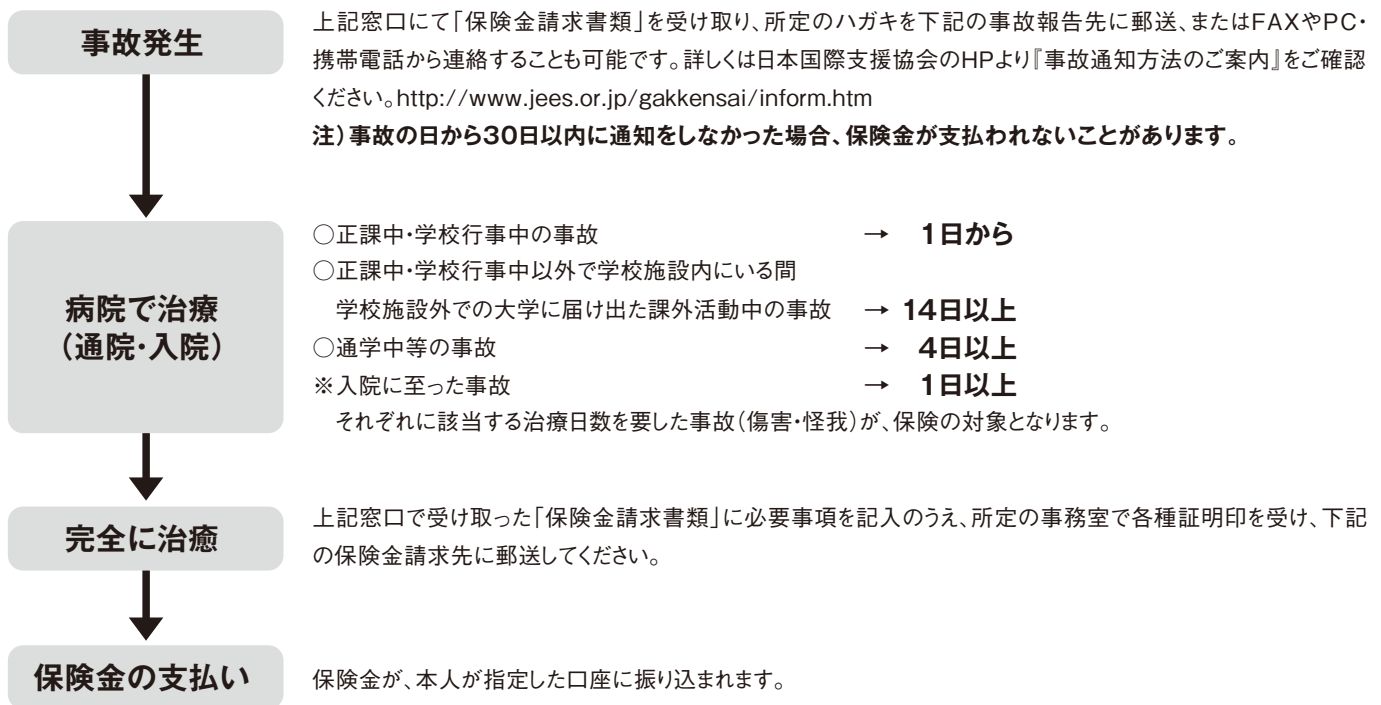 事故発生
上記窓口にて「保険金請求書類」を受け取り、所定のハガキを下記の事故報告先に郵送、またはFAXやPC・
携帯電話から連絡することも可能です。詳しくは日本国際支援協会のHPより『事故通知方法のご案内』をご確認
ください。http://www.jees.or.jp/gakkensai/inform.htm
注）事故の日から30日以内に通知をしなかった場合、保険金が支払われないことがあります。
病院で治療
（通院・入院）
○正課中・学校行事中の事故 → 1日から
○正課中・学校行事中以外で学校施設内にいる間
学校施設外での大学に届け出た課外活動中の事故 → 14日以上
○通学中等の事故 → 4日以上
※入院に至った事故 → 1日以上
それぞれに該当する治療日数を要した事故（傷害・怪我）が、保険の対象となります。
完全に治癒
上記窓口で受け取った「保険金請求書類」に必要事項を記入のうえ、所定の事務室で各種証明印を受け、下記
の保険金請求先に郵送してください。
保険金の支払い
保険金が、本人が指定した口座に振り込まれます。